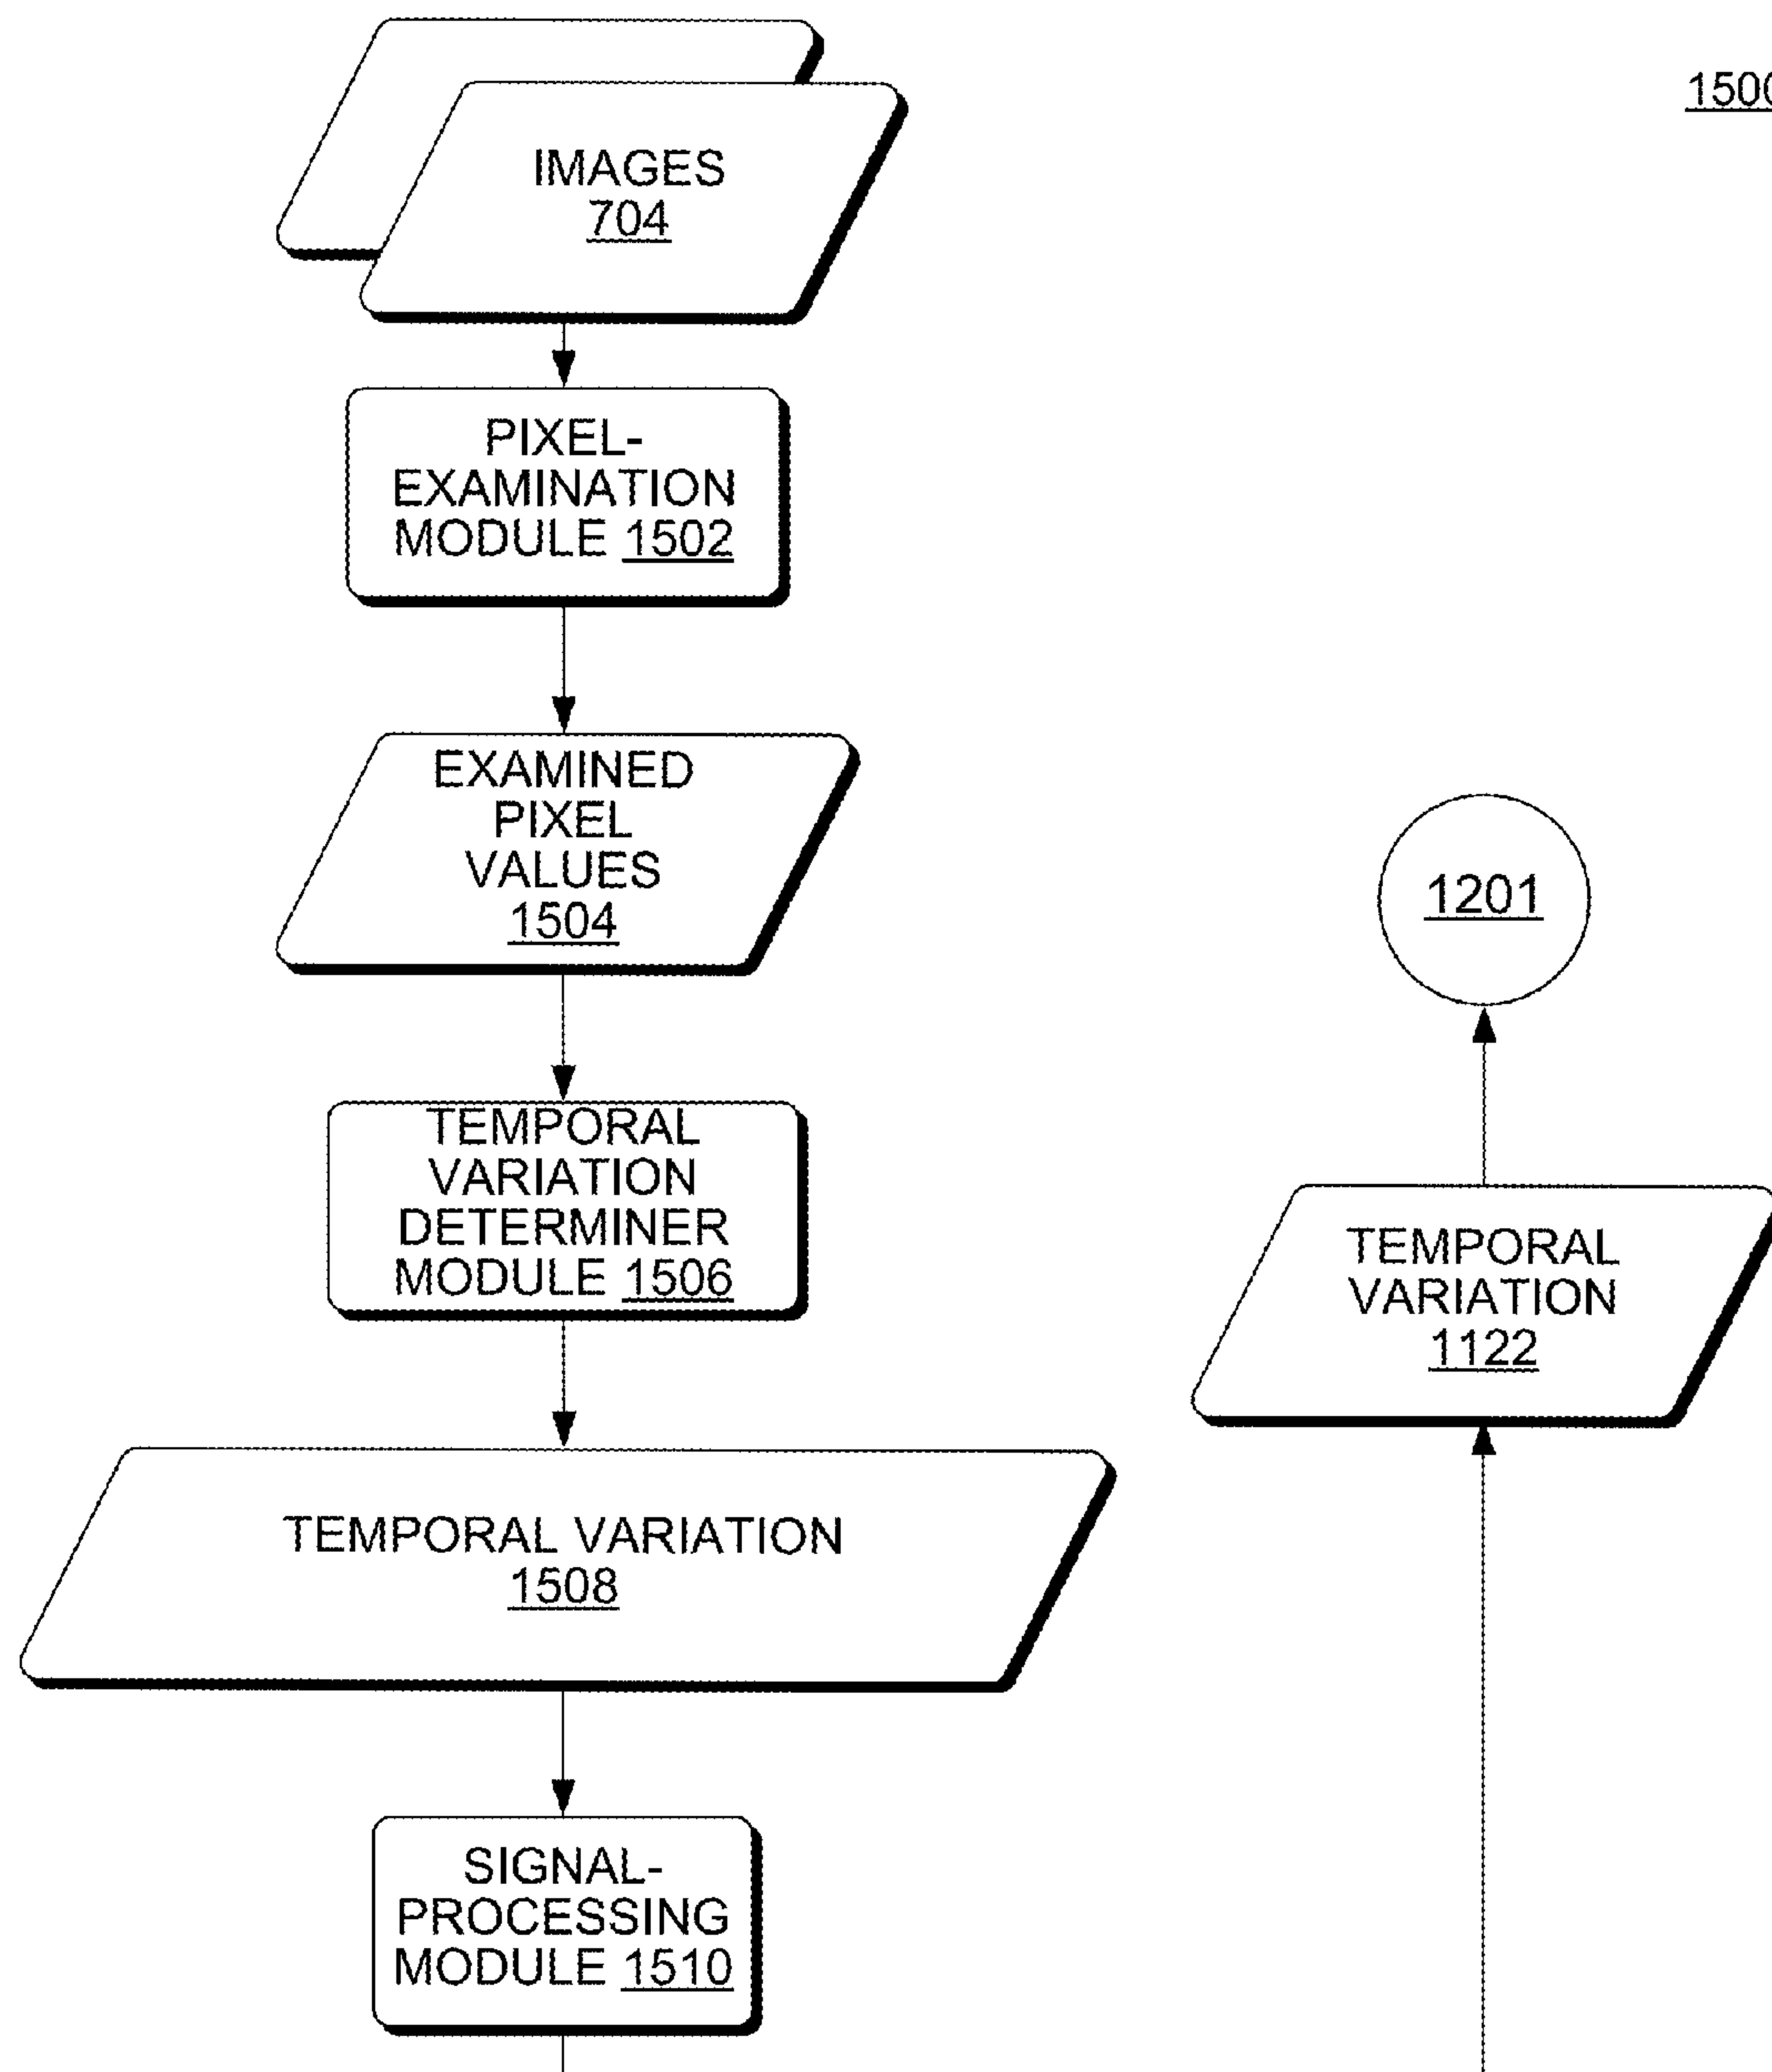 1500
IMAGES
704
PIXEL-
EXAMINATION
MODULE 1502
EXAMINED
PIXEL
VALUES
1504
TEMPORAL
VARIATION
DETERMINER
MODULE 1506
TEMPORAL VARIATION
1508
SIGNAL-
PROCESSING
MODULE 1510
1201
TEMPORAL
VARIATION
1122